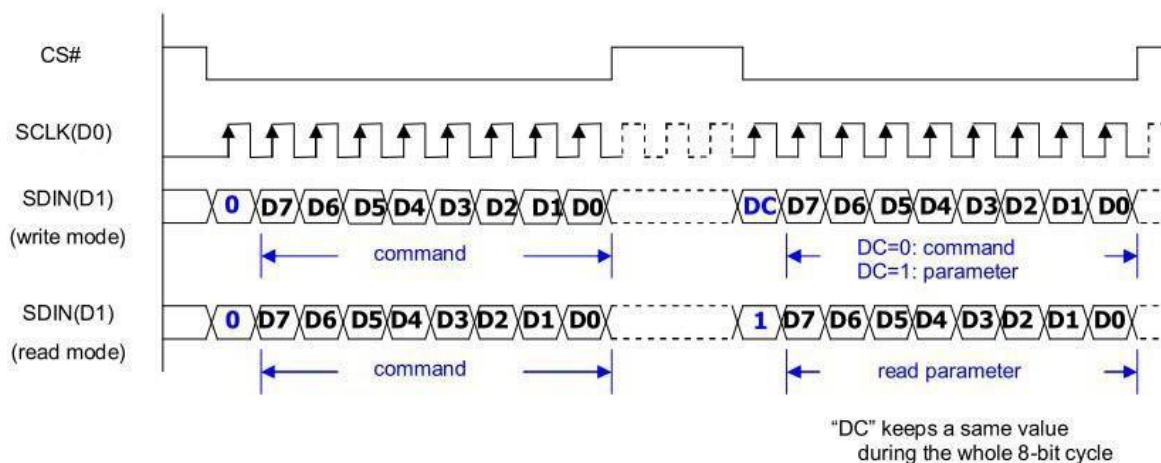 CS#
SCLK(D0)
SDIN(D1)
(write mode)
0 D7 D6 D5 D4 D3 D2 D1 D0
DC D7 D6 D5 D4 D3 D2 D1 D0
command
DC=0: command
DC=1: parameter
SDIN(D1)
(read mode)
0 D7 D6 D5 D4 D3 D2 D1 D0
1 D7 D6 D5 D4 D3 D2 D1 D0
command
read parameter
“DC” keeps a same value
during the whole 8-bit cycle